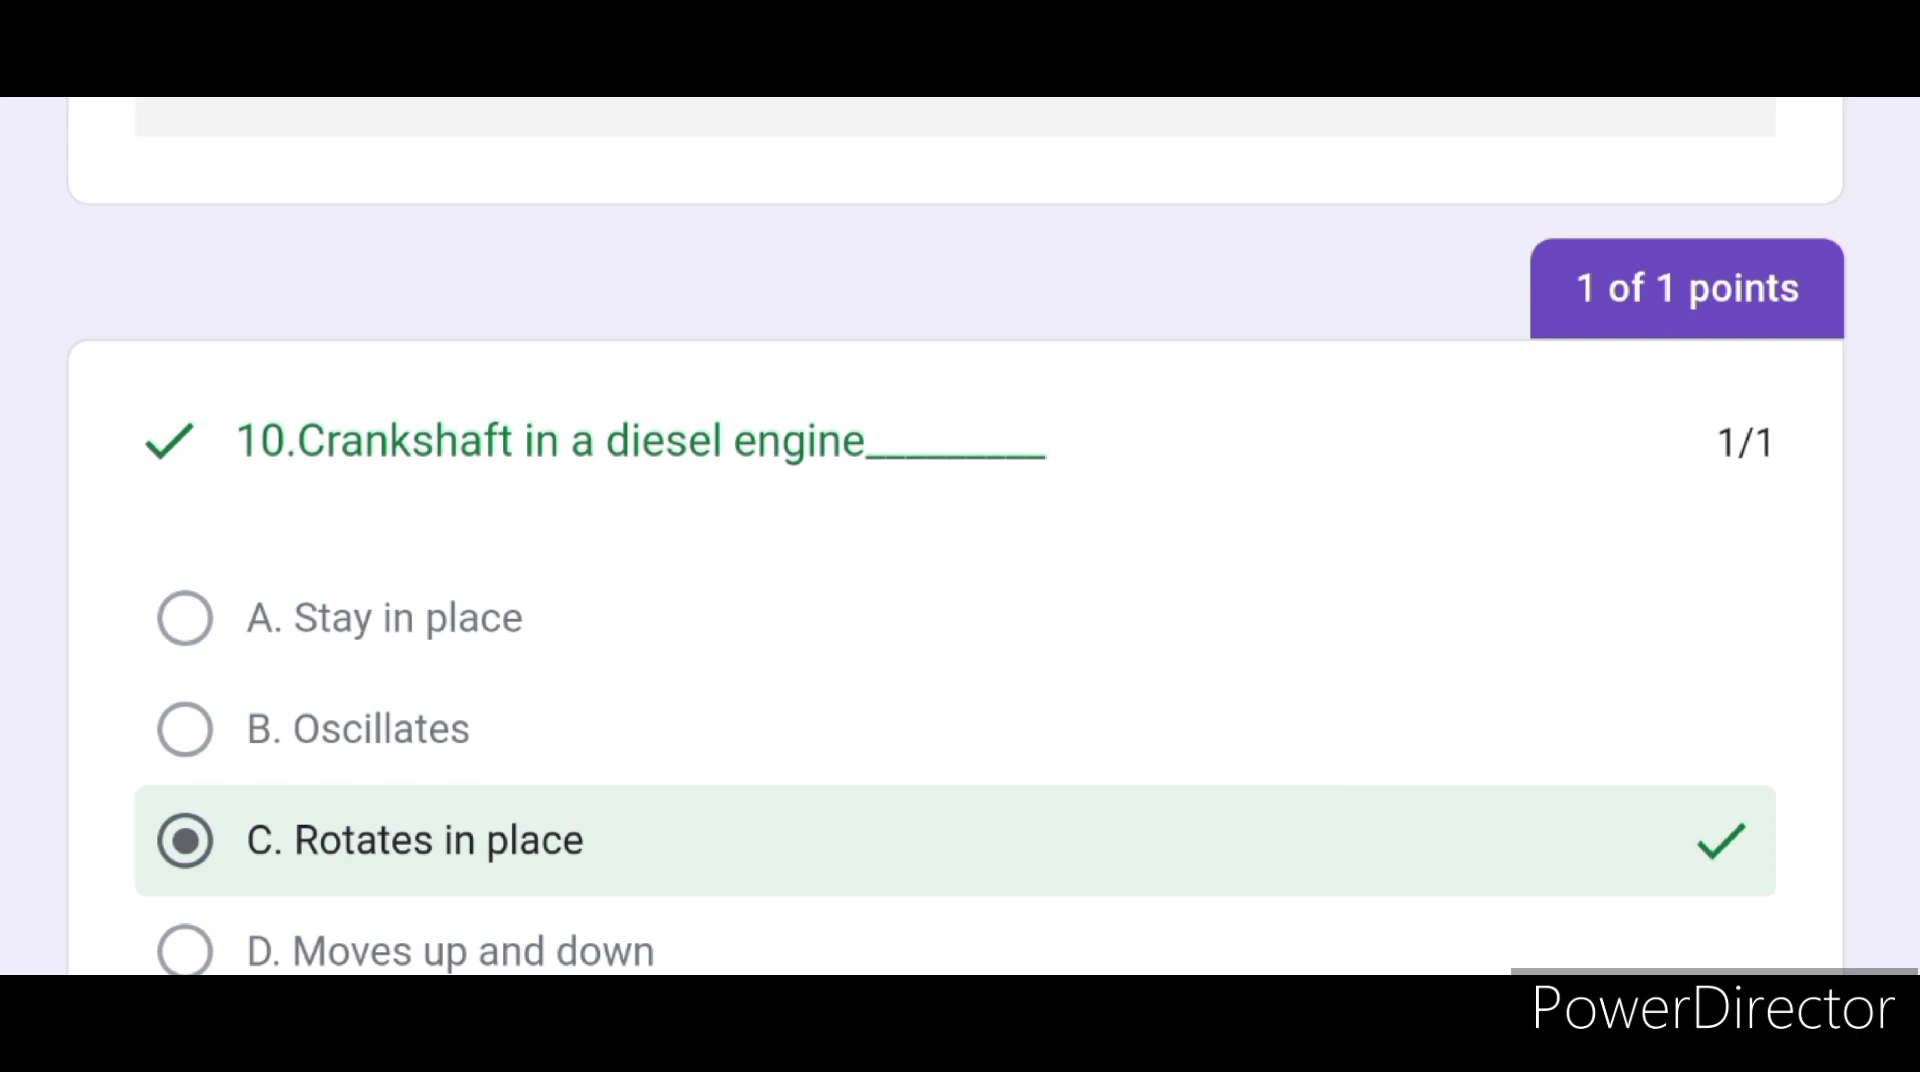 1 of 1 points
10.Crankshaft in a diesel engine_________
1/1
A. Stay in place
B. Oscillates
C. Rotates in place
D. Moves up and down
PowerDirector